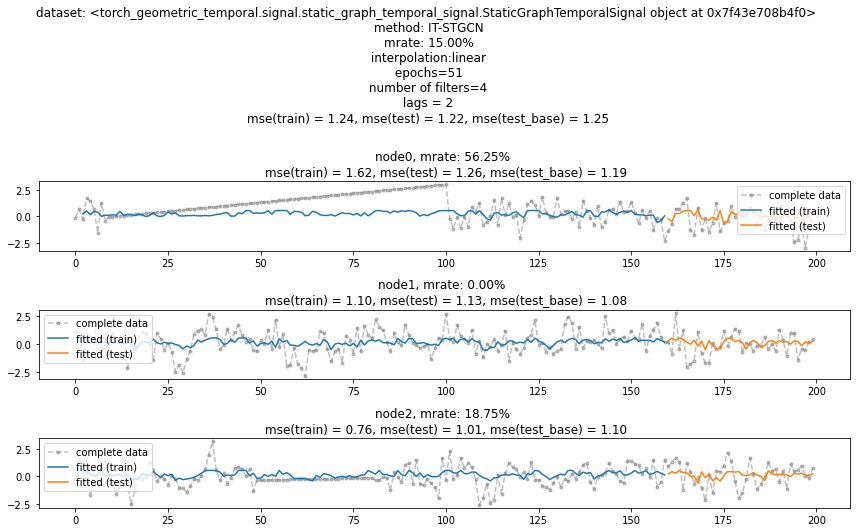 dataset: <torch_geometric_temporal.signal.static_graph_temporal_signal.StaticGraphTemporalSignal object at 0x7f43e708b4f0>
method: IT-STGCN
mrate: 15.00%
interpolation:linear
epochs=51
number of filters=4
lags = 2
mse(train) = 1.24, mse(test) = 1.22, mse(test_base) = 1.25
node0, mrate: 56.25%
mse(train) = 1.62, mse(test) = 1.26, mse(test_base) = 1.19
2.5
0.0
−2.5
complete data
fitted (train)
fitted (test)
0 25 50 75 100 125 150 175 200
node1, mrate: 0.00%
mse(train) = 1.10, mse(test) = 1.13, mse(test_base) = 1.08
2.5
0.0
−2.5
complete data
fitted (train)
fitted (test)
0 25 50 75 100 125 150 175 200
node2, mrate: 18.75%
mse(train) = 0.76, mse(test) = 1.01, mse(test_base) = 1.10
2.5
0.0
−2.5
complete data
fitted (train)
fitted (test)
0 25 50 75 100 125 150 175 200